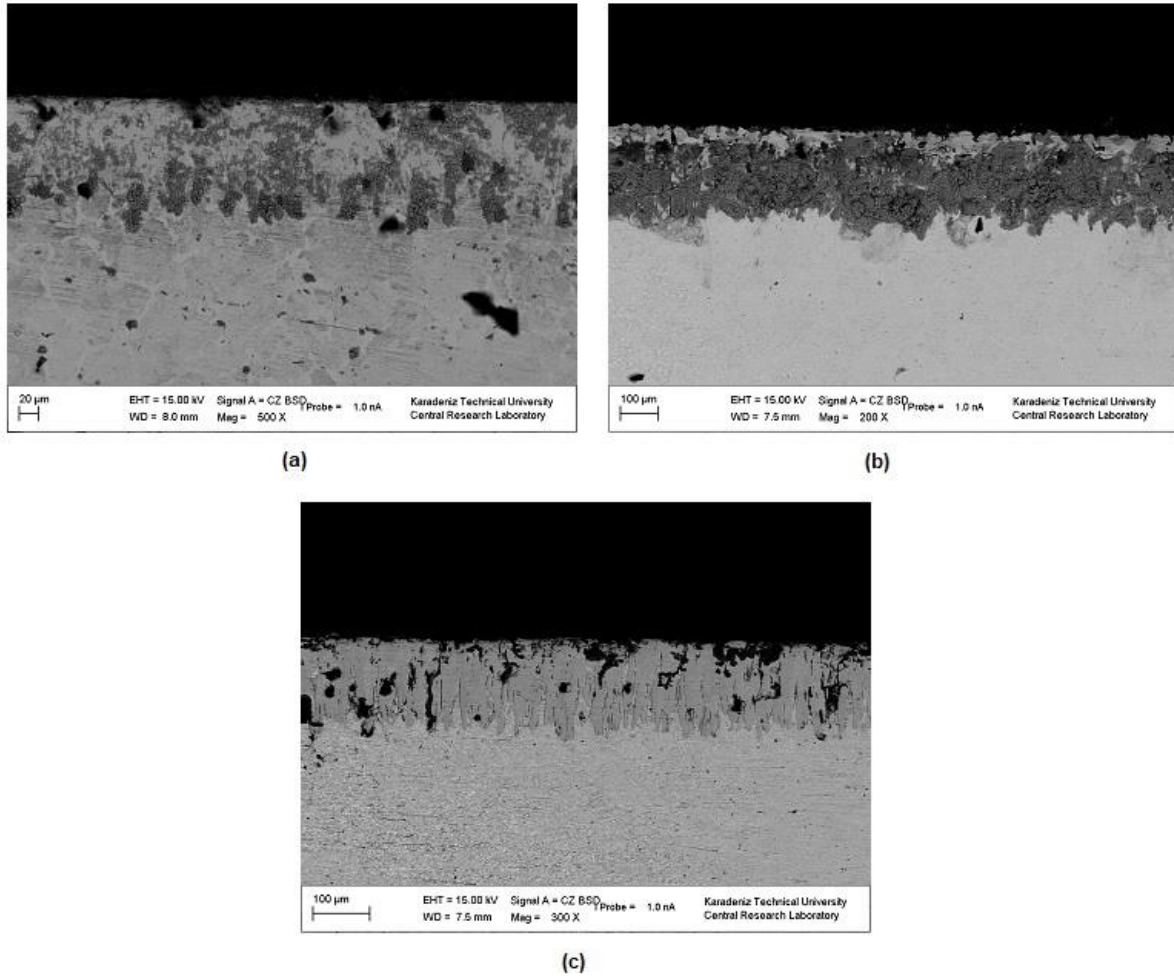 20 µm
EHT = 15.00 kV Signal A = CZ BSD TProbe = 1.0 nA Karadeniz Technical University
WD = 8.0 mm Mag = 500 X Central Research Laboratory
(a)
100 µm
EHT = 15.00 kV Signal A = CZ BSD TProbe = 1.0 nA Karadeniz Technical University
WD = 7.5 mm Mag = 200 X Central Research Laboratory
(b)
100 µm
EHT = 15.00 kV Signal A = CZ BSD TProbe = 1.0 nA Karadeniz Technical University
WD = 7.5 mm Mag = 300 X Central Research Laboratory
(c)